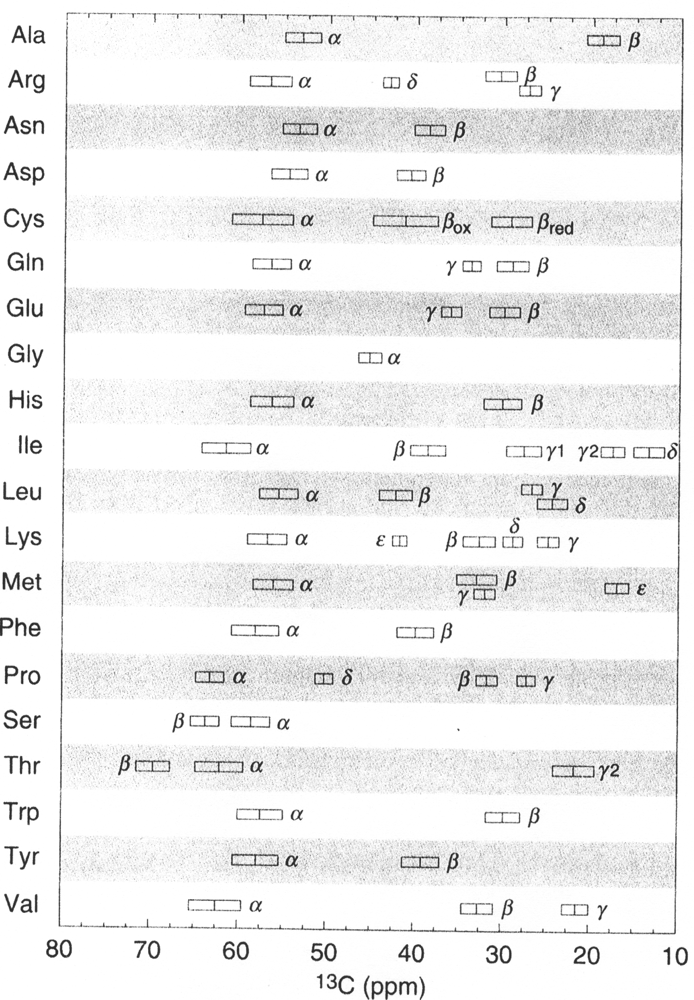 Ala α β
Arg α δ β γ
Asn α β
Asp α β
Cys α βox βred
Gln α γ β
Glu α γ β
Gly α
His α β
Ile α β γ1 γ2 δ
Leu α β γ δ
Lys α ε β δ γ
Met α β γ ε
Phe α β
Pro α δ β γ
Ser β α
Thr β α γ2
Trp α β
Tyr α β
Val α β γ
80 70 60 50 40 30 20 10
13C (ppm)